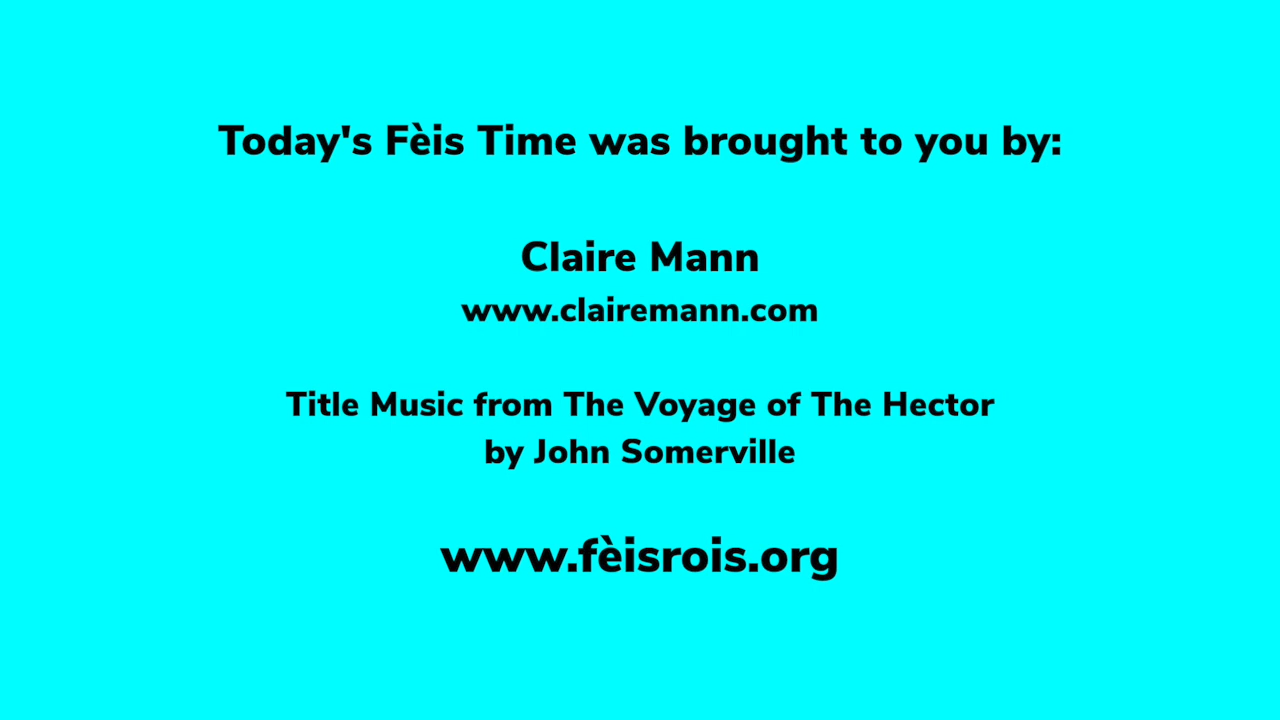 Today's Fèis Time was brought to you by:
Claire Mann
www.clairemann.com
Title Music from The Voyage of The Hector
by John Somerville
www.fèisrois.org